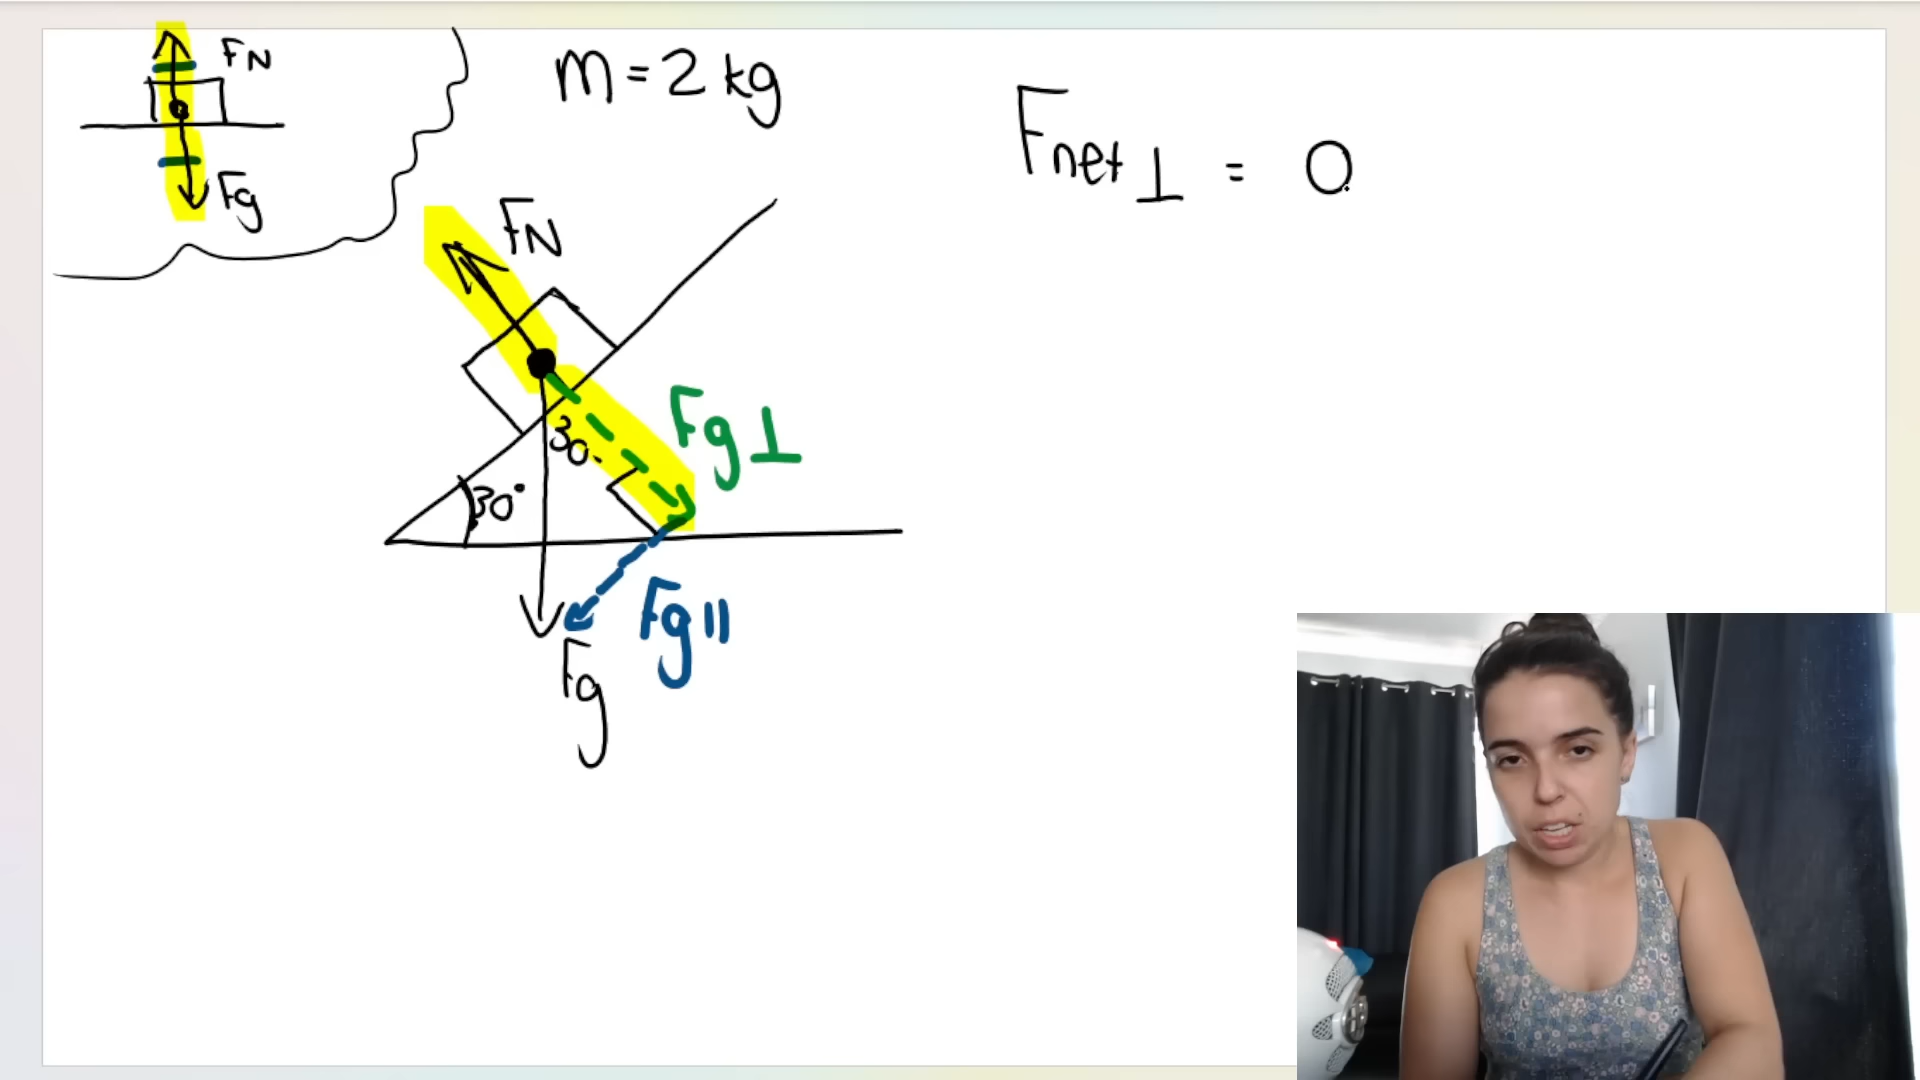 FN
Fg
m = 2 kg
Fnet⊥ = 0
FN
30°
30°
Fg⊥
Fg||
Fg